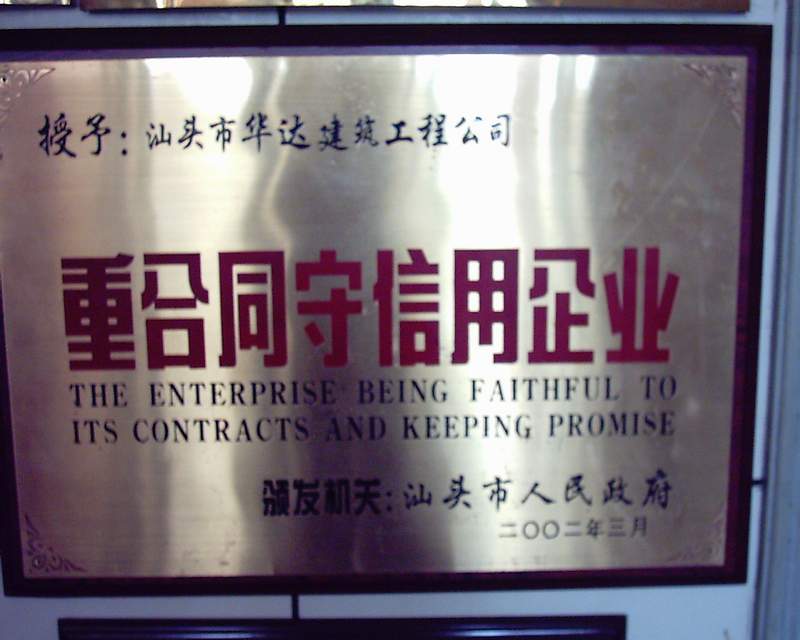 授予：汕头市华达建筑工程公司
重合同守信用企业
THE ENTERPRISE BEING FAITHFUL TO
ITS CONTRACTS AND KEEPING PROMISE
颁发机关：汕头市人民政府
二〇〇二年三月